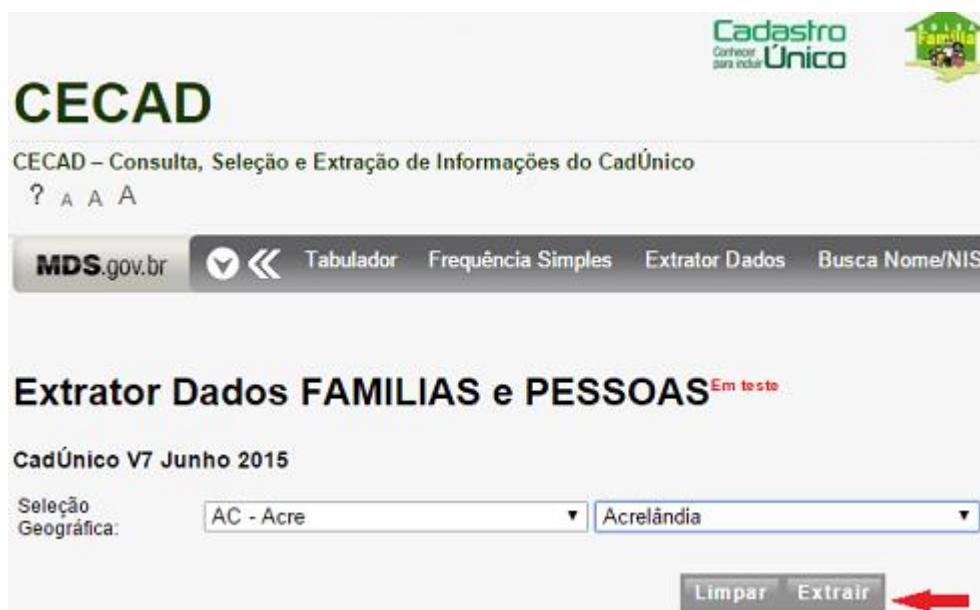 Cadastro
Conhecer
para incluir Único
BOLSA
Família
CECAD
CECAD – Consulta, Seleção e Extração de Informações do CadÚnico
? A A A
MDS.gov.br Tabulador Frequência Simples Extrator Dados Busca Nome/NIS
Extrator Dados FAMILIAS e PESSOAS Em teste
CadÚnico V7 Junho 2015
Seleção
Geográfica:
AC - Acre Acrelândia
Limpar Extrair